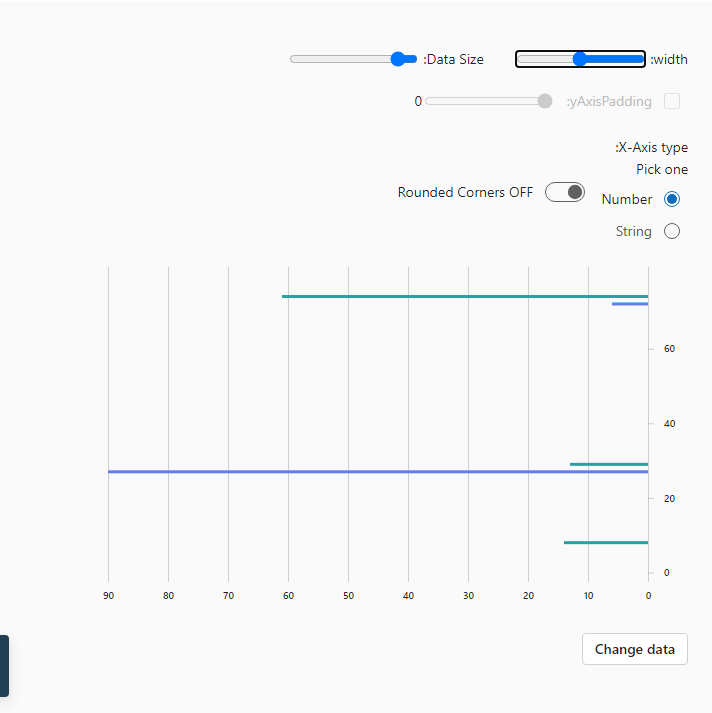 :width
:Data Size
:yAxisPadding
0
:X-Axis type
Pick one
Number
Rounded Corners OFF
String
60
40
20
0
90 80 70 60 50 40 30 20 10 0
Change data